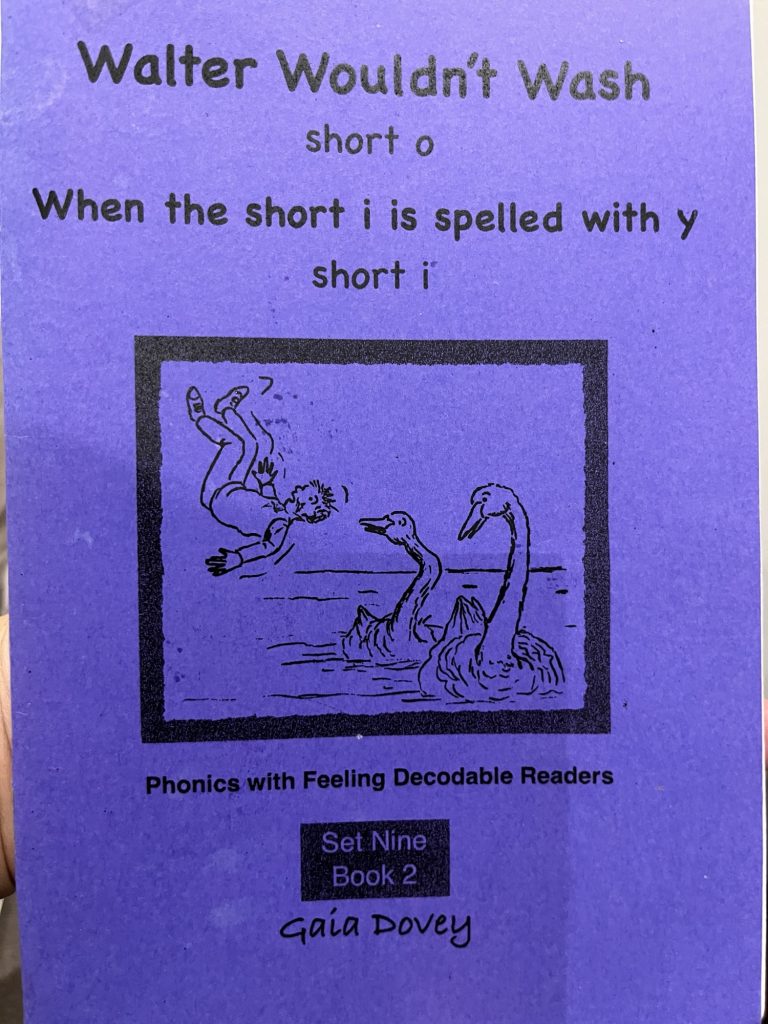 Walter Wouldn't Wash
short o
When the short i is spelled with y
short i
Phonics with Feeling Decodable Readers
Set Nine
Book 2
Gaia Dovey